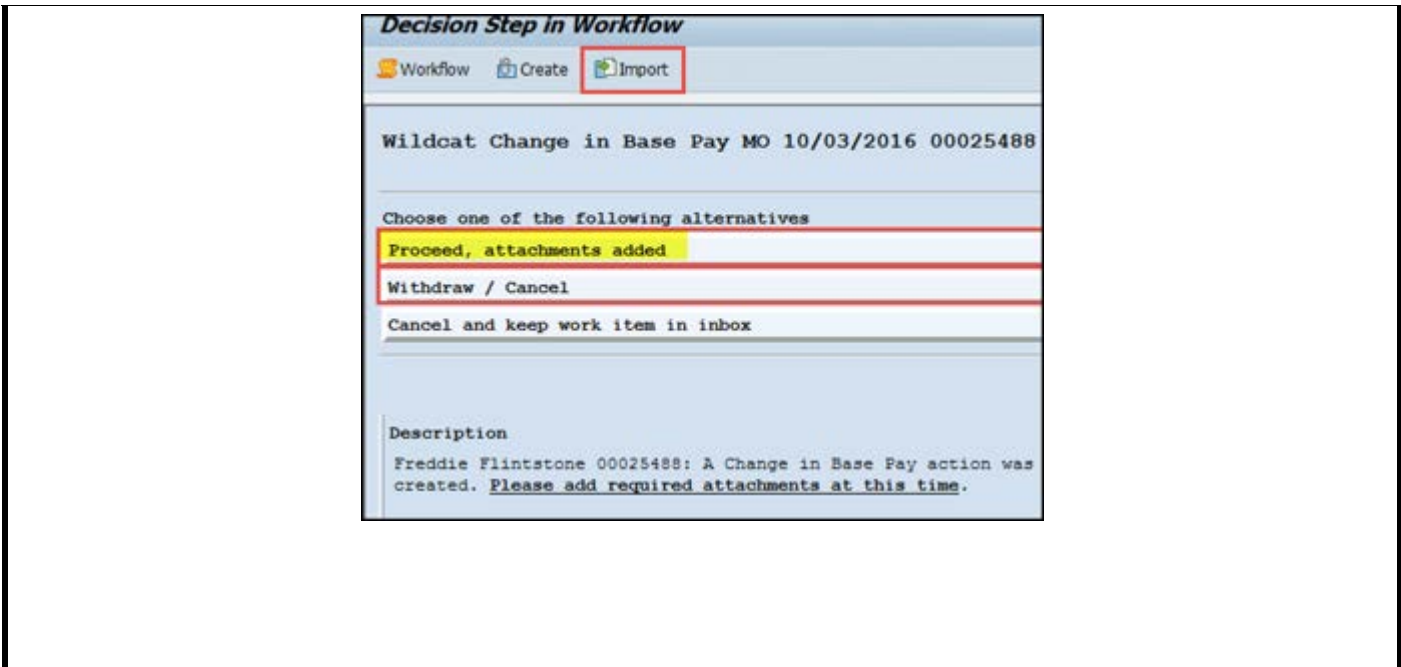 Decision Step in Workflow
Workflow Create Import
Wildcat Change in Base Pay MO 10/03/2016 00025488
Choose one of the following alternatives
Proceed, attachments added
Withdraw / Cancel
Cancel and keep work item in inbox
Description
Freddie Flintstone 00025488: A Change in Base Pay action was
created. Please add required attachments at this time.